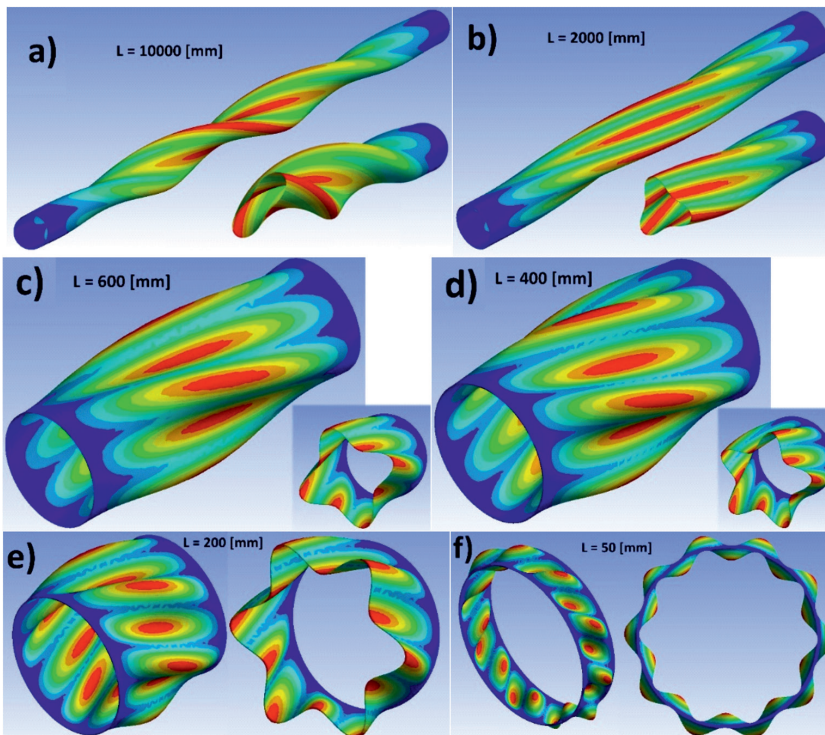 a)
L = 10000 [mm]
b)
L = 2000 [mm]
c)
L = 600 [mm]
d)
L = 400 [mm]
e)
L = 200 [mm]
f)
L = 50 [mm]